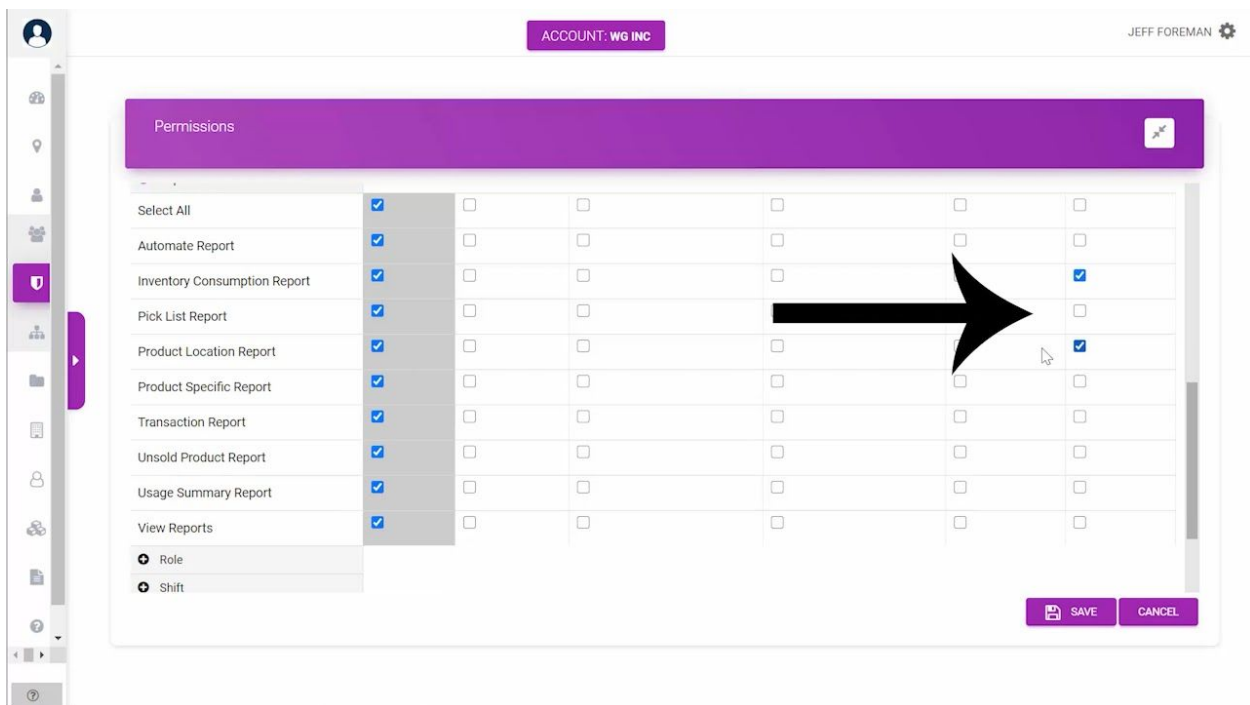 ACCOUNT: WG INC
JEFF FOREMAN
Permissions
Select All
Automate Report
Inventory Consumption Report
Pick List Report
Product Location Report
Product Specific Report
Transaction Report
Unsold Product Report
Usage Summary Report
View Reports
Role
Shift
SAVE CANCEL